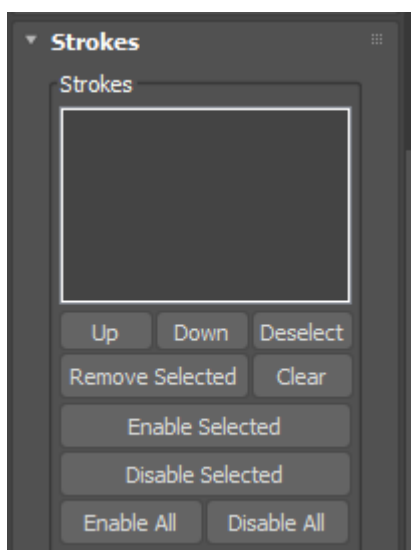 Strokes
Strokes
Up Down Deselect
Remove Selected Clear
Enable Selected
Disable Selected
Enable All Disable All